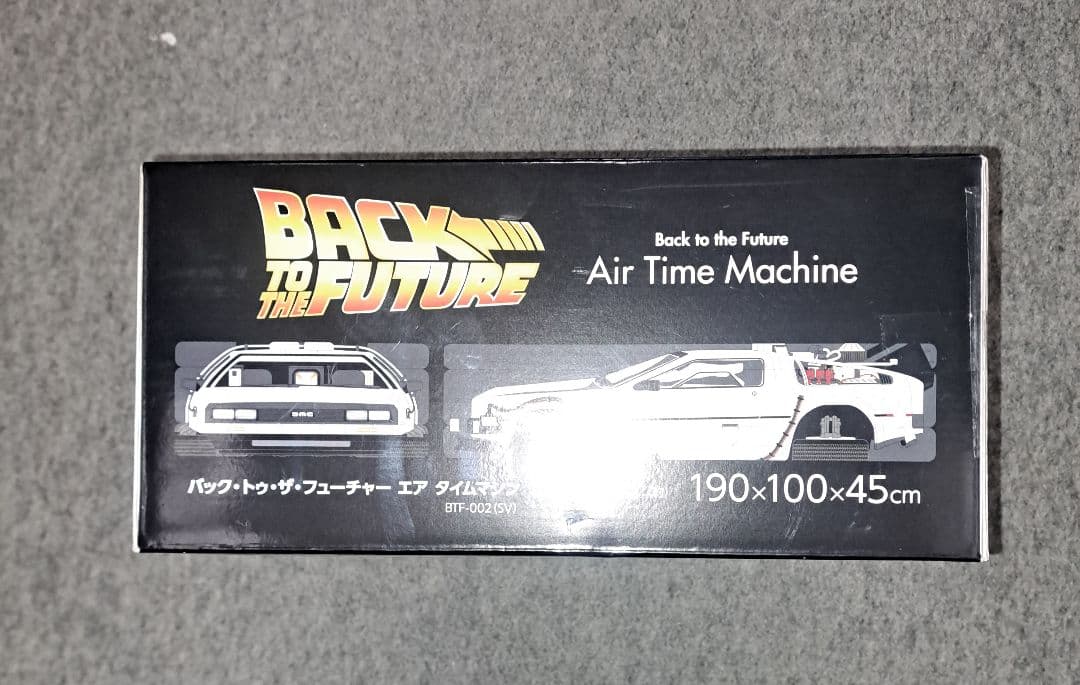 BACK
TO THE FUTURE
Back to the Future
Air Time Machine
DMC
バック・トゥ・ザ・フューチャー エア タイムマシン
190×100×45cm
BTF-002(SV)